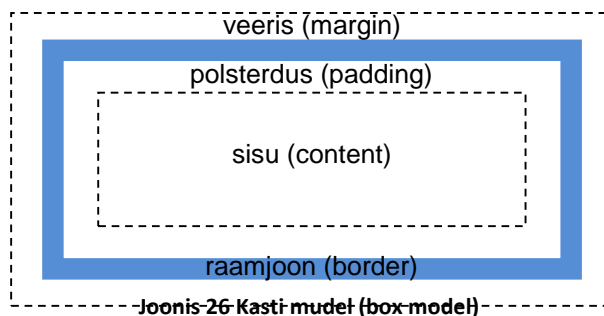 veeris (margin)
polsterdus (padding)
sisu (content)
raamjoon (border)
Joonis 26 Kasti mudel (box model)